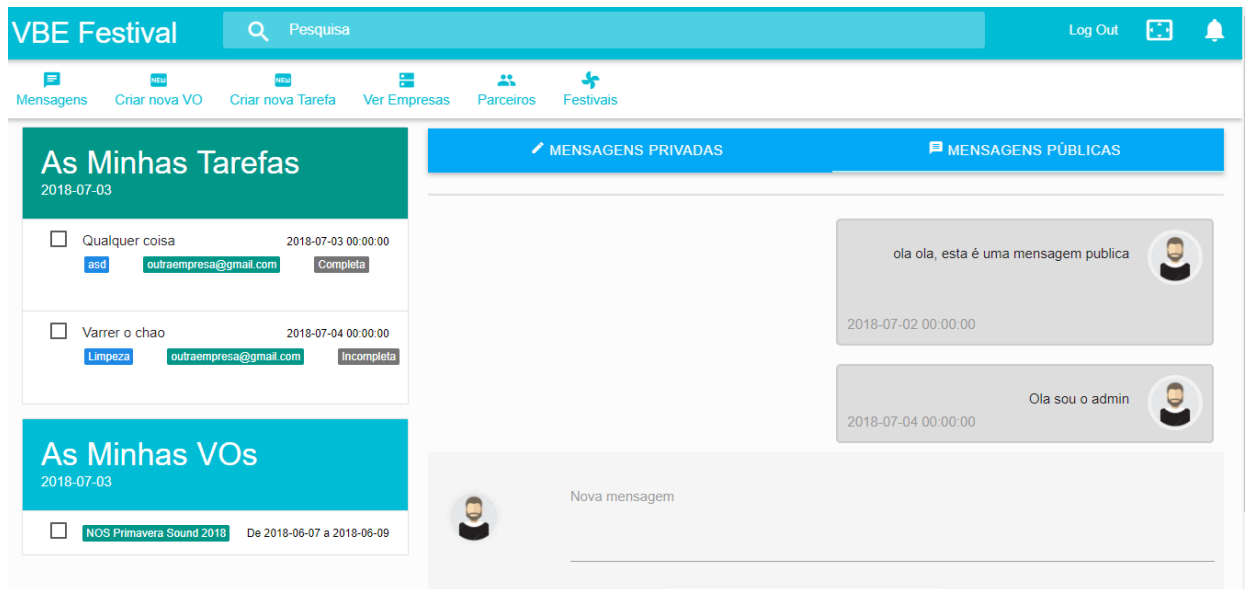 VBE Festival
Pesquisa
Log Out
Mensagens
NEW
Criar nova VO
NEW
Criar nova Tarefa
Ver Empresas
Parceiros
Festivais
As Minhas Tarefas
2018-07-03
Qualquer coisa 2018-07-03 00:00:00
asd outraempresa@gmail.com Completa
Varrer o chao 2018-07-04 00:00:00
Limpeza outraempresa@gmail.com Incompleta
As Minhas VOs
2018-07-03
NOS Primavera Sound 2018 De 2018-06-07 a 2018-06-09
MENSAGENS PRIVADAS
MENSAGENS PÚBLICAS
ola ola, esta é uma mensagem publica
2018-07-02 00:00:00
Ola sou o admin
2018-07-04 00:00:00
Nova mensagem